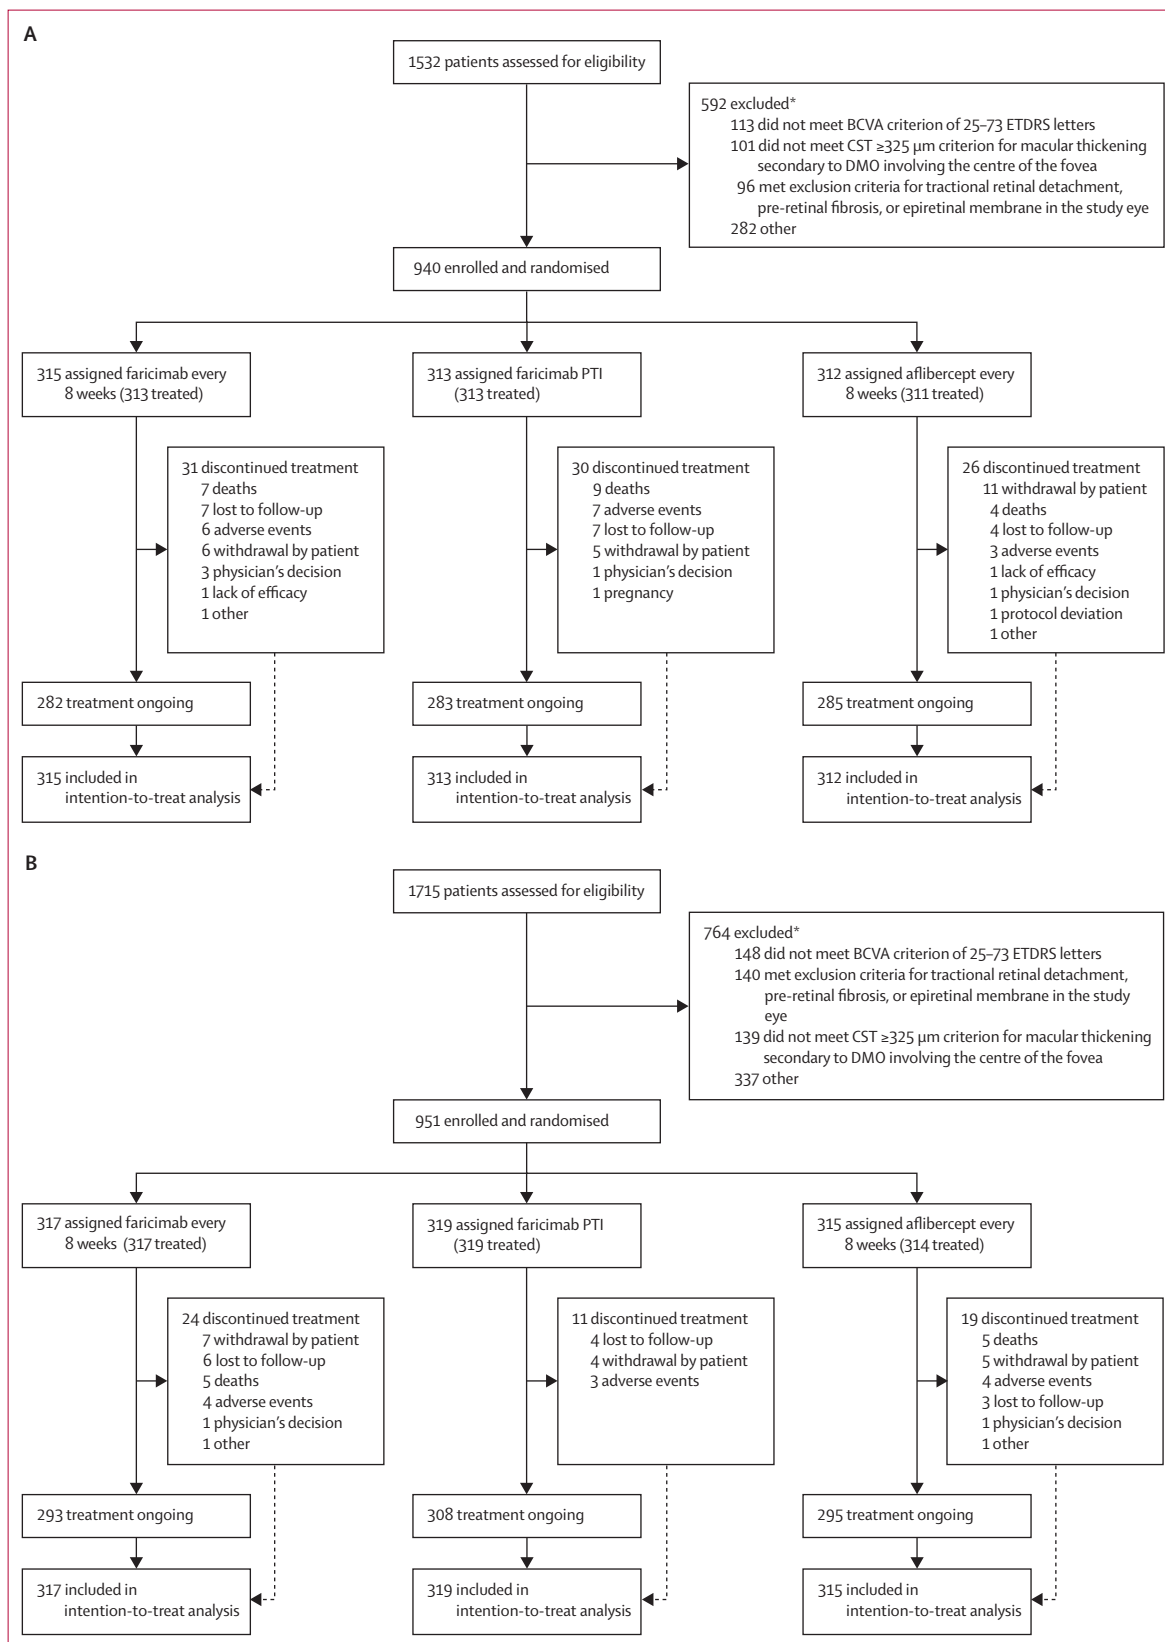 A
1532 patients assessed for eligibility
592 excluded*
113 did not meet BCVA criterion of 25–73 ETDRS letters
101 did not meet CST ≥325 µm criterion for macular thickening
secondary to DMO involving the centre of the fovea
96 met exclusion criteria for tractional retinal detachment,
pre-retinal fibrosis, or epiretinal membrane in the study eye
282 other
940 enrolled and randomised
315 assigned faricimab every
8 weeks (313 treated)
313 assigned faricimab PTI
(313 treated)
312 assigned aflibercept every
8 weeks (311 treated)
31 discontinued treatment
7 deaths
7 lost to follow-up
6 adverse events
6 withdrawal by patient
3 physician's decision
1 lack of efficacy
1 other
30 discontinued treatment
9 deaths
7 adverse events
7 lost to follow-up
5 withdrawal by patient
1 physician's decision
1 pregnancy
26 discontinued treatment
11 withdrawal by patient
4 deaths
4 lost to follow-up
3 adverse events
1 lack of efficacy
1 physician's decision
1 protocol deviation
1 other
282 treatment ongoing
283 treatment ongoing
285 treatment ongoing
315 included in
intention-to-treat analysis
313 included in
intention-to-treat analysis
312 included in
intention-to-treat analysis
B
1715 patients assessed for eligibility
764 excluded*
148 did not meet BCVA criterion of 25–73 ETDRS letters
140 met exclusion criteria for tractional retinal detachment,
pre-retinal fibrosis, or epiretinal membrane in the study
eye
139 did not meet CST ≥325 µm criterion for macular thickening
secondary to DMO involving the centre of the fovea
337 other
951 enrolled and randomised
317 assigned faricimab every
8 weeks (317 treated)
319 assigned faricimab PTI
(319 treated)
315 assigned aflibercept every
8 weeks (314 treated)
24 discontinued treatment
7 withdrawal by patient
6 lost to follow-up
5 deaths
4 adverse events
1 physician's decision
1 other
11 discontinued treatment
4 lost to follow-up
4 withdrawal by patient
3 adverse events
19 discontinued treatment
5 deaths
5 withdrawal by patient
4 adverse events
3 lost to follow-up
1 physician's decision
1 other
293 treatment ongoing
308 treatment ongoing
295 treatment ongoing
317 included in
intention-to-treat analysis
319 included in
intention-to-treat analysis
315 included in
intention-to-treat analysis